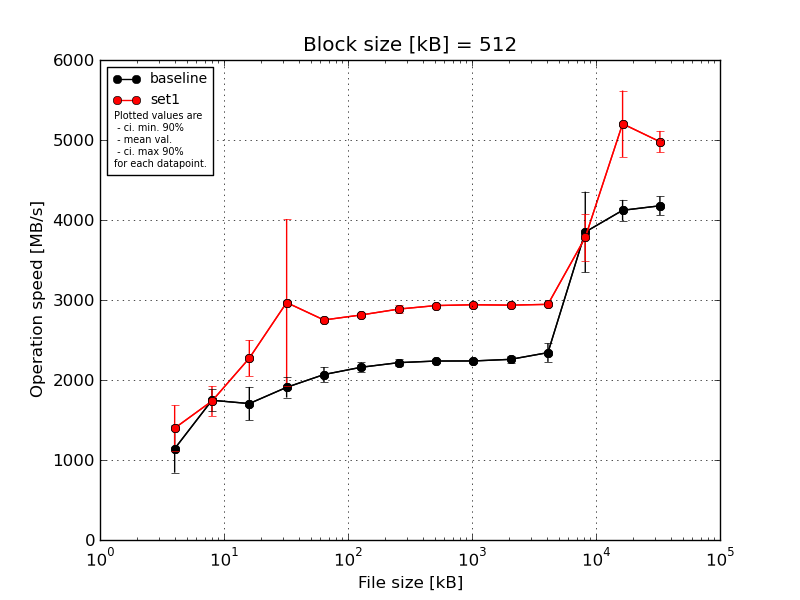 Block size [kB] = 512
6000
5000
4000
3000
2000
1000
0
Operation speed [MB/s]
baseline
set1
Plotted values are
- ci. min. 90%
- mean val.
- ci. max 90%
for each datapoint.
10^0 10^1 10^2 10^3 10^4 10^5
File size [kB]